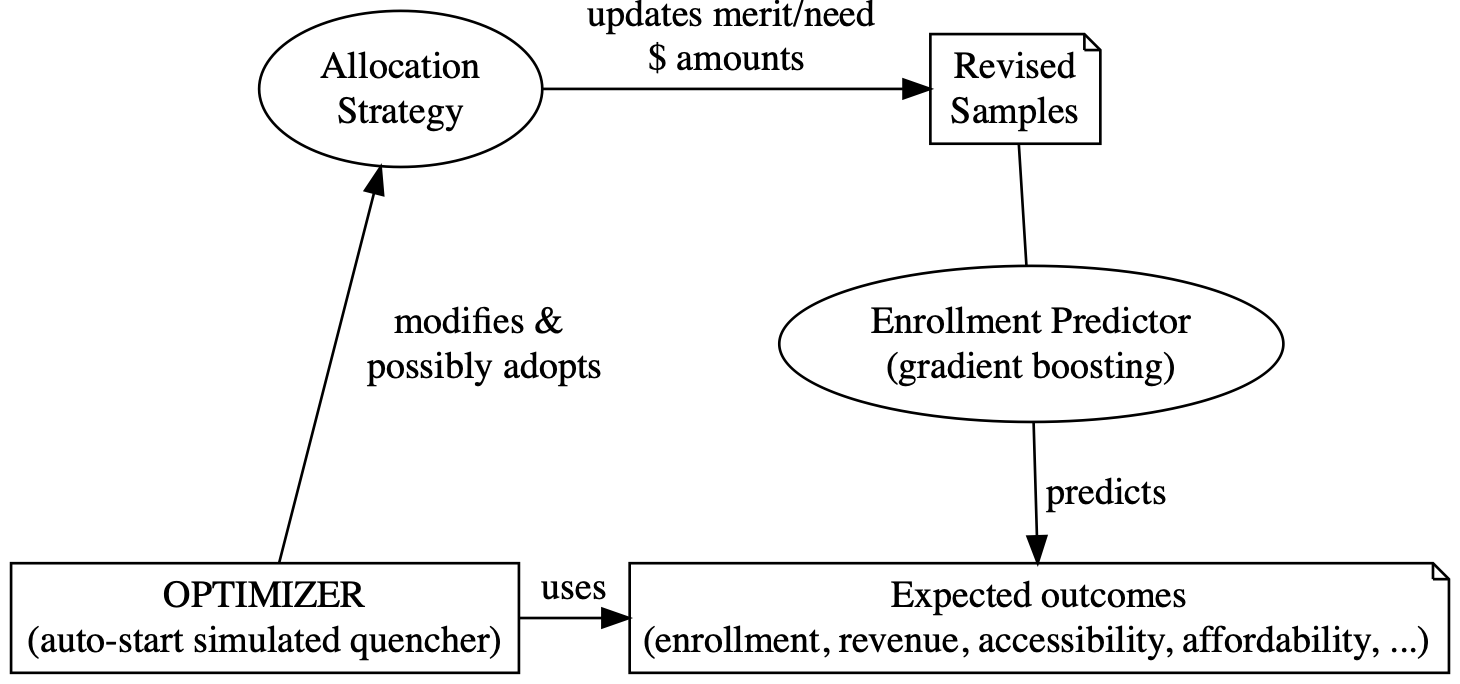 updates merit/need
$ amounts
Allocation
Strategy
Revised
Samples
modifies &
possibly adopts
Enrollment Predictor
(gradient boosting)
predicts
OPTIMIZER
(auto-start simulated quencher)
uses
Expected outcomes
(enrollment, revenue, accessibility, affordability, ...)